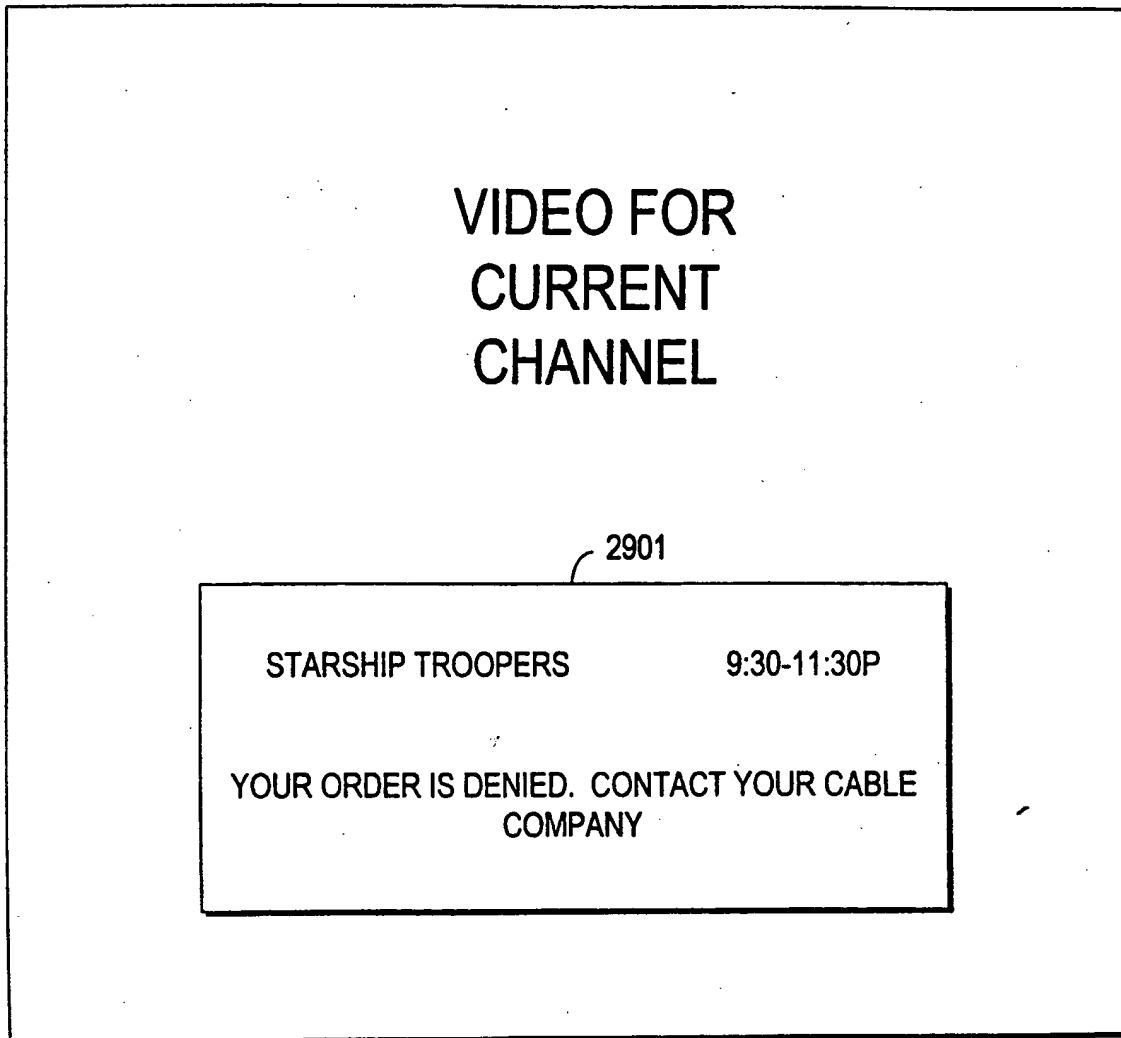 VIDEO FOR
CURRENT
CHANNEL
2901
STARSHIP TROOPERS 9:30-11:30P
YOUR ORDER IS DENIED. CONTACT YOUR CABLE
COMPANY